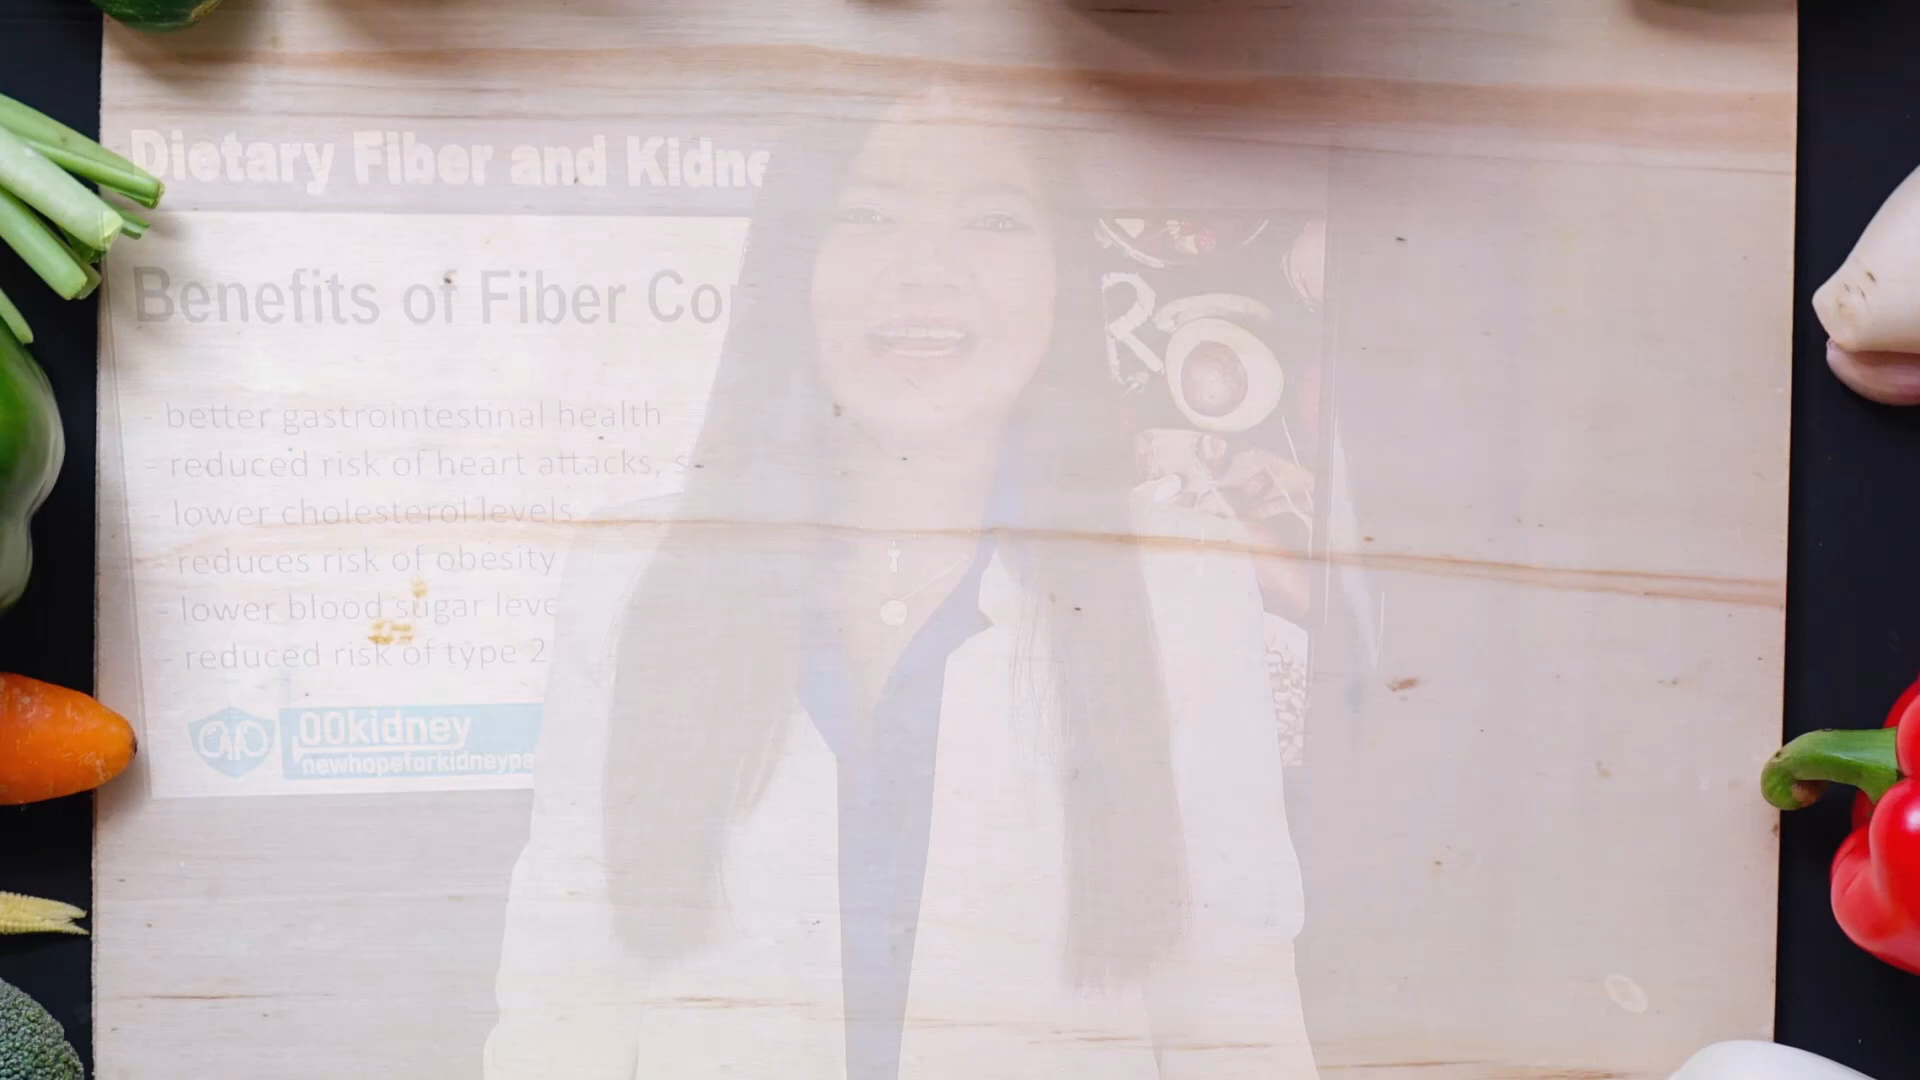 Dietary Fiber and Kidne
Benefits of Fiber Co
- better gastrointestinal health
- reduced risk of heart attacks, s
- lower cholesterol levels
- reduces risk of obesity
- lower blood sugar leve
- reduced risk of type 2
00kidney
newhopeforkidneype